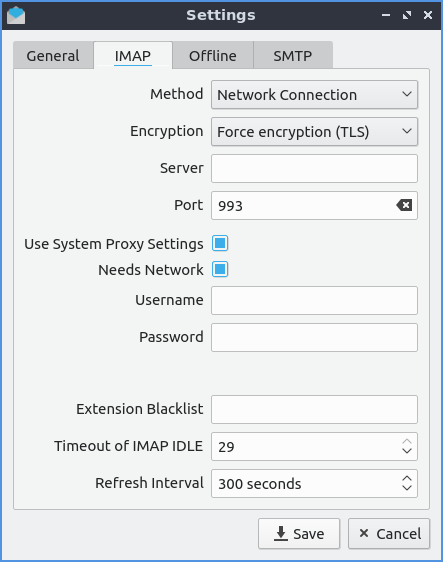 Settings
General IMAP Offline SMTP
Method Network Connection
Encryption Force encryption (TLS)
Server
Port 993
Use System Proxy Settings
Needs Network
Username
Password
Extension Blacklist
Timeout of IMAP IDLE 29
Refresh Interval 300 seconds
Save Cancel